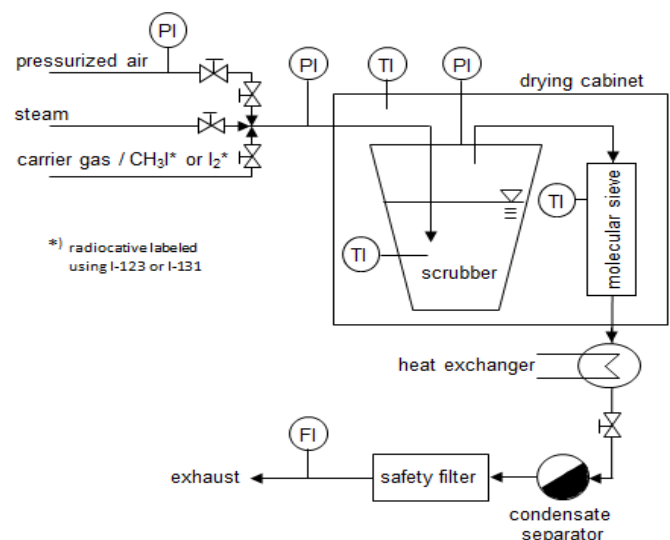 PI
pressurized air
PI
TI
PI
drying cabinet
steam
carrier gas / CH₃I* or I₂*
TI
molecular sieve
*) radiocative labeled
using I-123 or I-131
TI
scrubber
heat exchanger
FI
exhaust
safety filter
condensate
separator